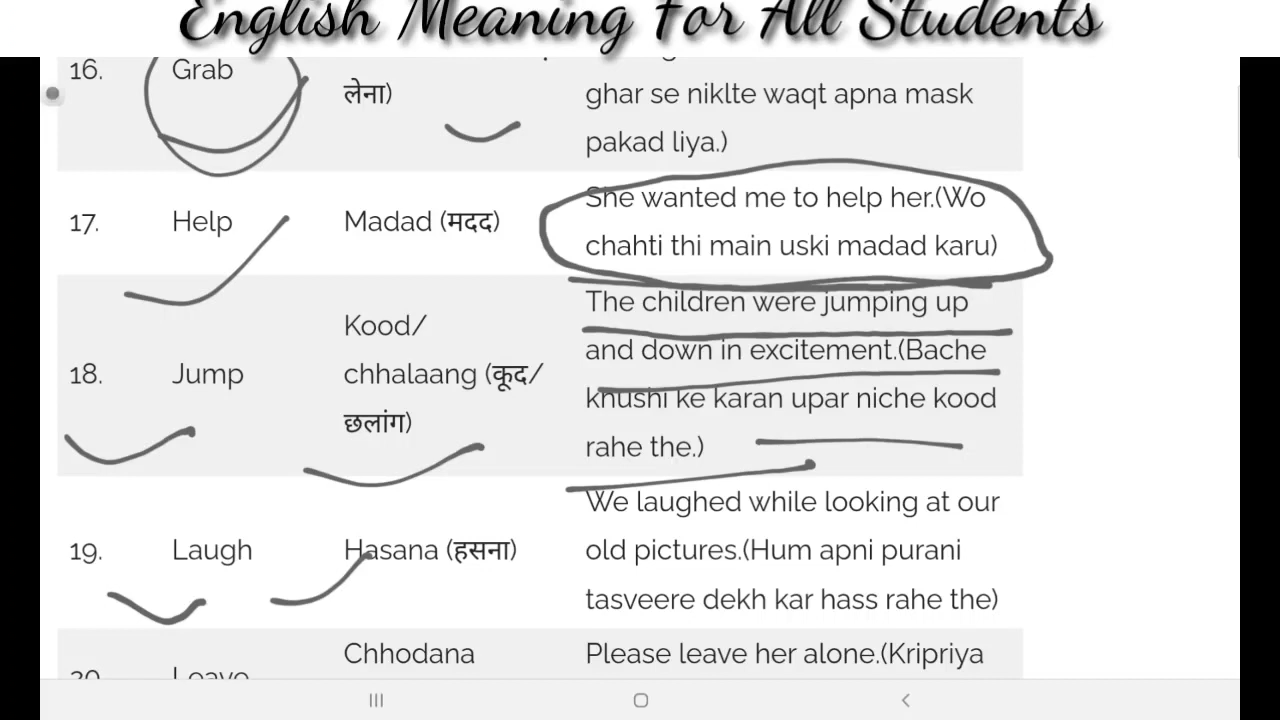 English Meaning For All Students
16. Grab लेना) ghar se niklte waqt apna mask
pakad liya.)
17. Help Madad (मदद) She wanted me to help her.(Wo
chahti thi main uski madad karu)
18. Jump Kood/
chhalaang (कूद/
छलांग) The children were jumping up
and down in excitement.(Bache
khushi ke karan upar niche kood
rahe the.)
19. Laugh Hasana (हसना) We laughed while looking at our
old pictures.(Hum apni purani
tasveere dekh kar hass rahe the)
20. Leave Chhodana Please leave her alone.(Kripriya